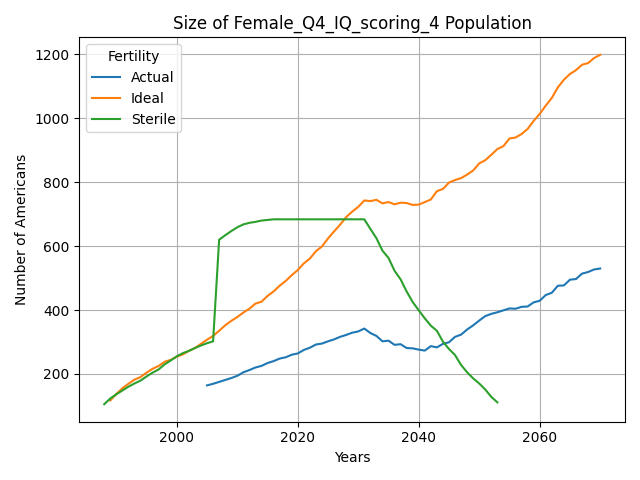 Size of Female_Q4_IQ_scoring_4 Population
Fertility
Actual
Ideal
Sterile
Number of Americans
1200
1000
800
600
400
200
2000
2020
2040
2060
Years